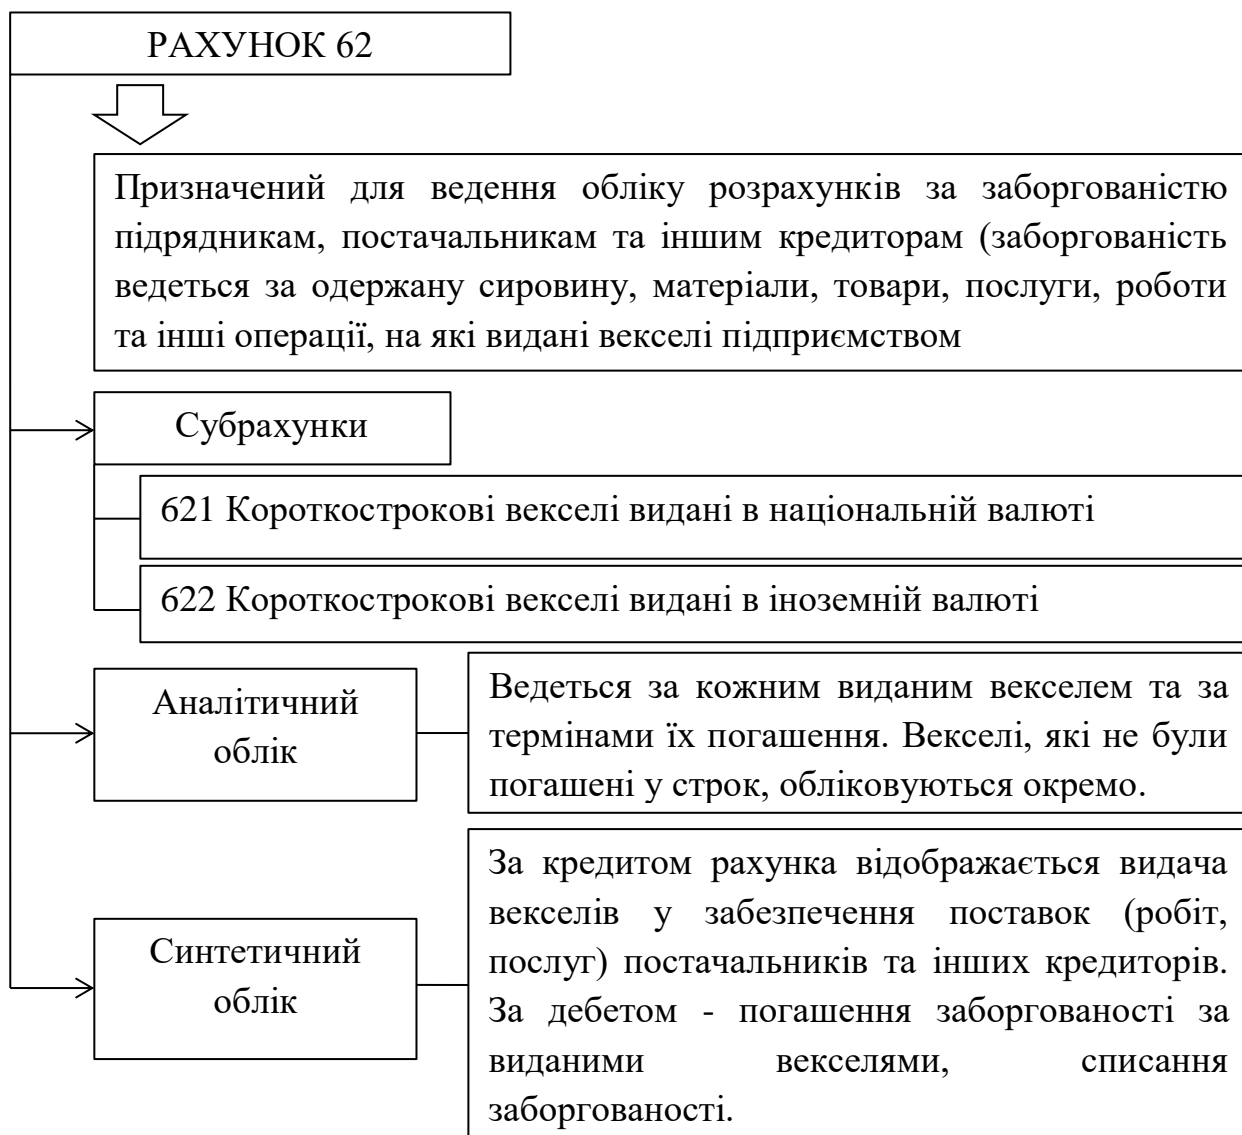 РАХУНОК 62
Призначений для ведення обліку розрахунків за заборгованістю
підрядникам, постачальникам та іншим кредиторам (заборгованість
ведеться за одержану сировину, матеріали, товари, послуги, роботи
та інші операції, на які видані векселі підприємством
Субрахунки
621 Короткострокові векселі видані в національній валюті
622 Короткострокові векселі видані в іноземній валюті
Аналітичний
облік
Ведеться за кожним виданим векселем та за
термінами їх погашення. Векселі, які не були
погашені у строк, обліковуються окремо.
Синтетичний
облік
За кредитом рахунка відображається видача
векселів у забезпечення поставок (робіт,
послуг) постачальників та інших кредиторів.
За дебетом - погашення заборгованості за
виданими векселями, списання
заборгованості.